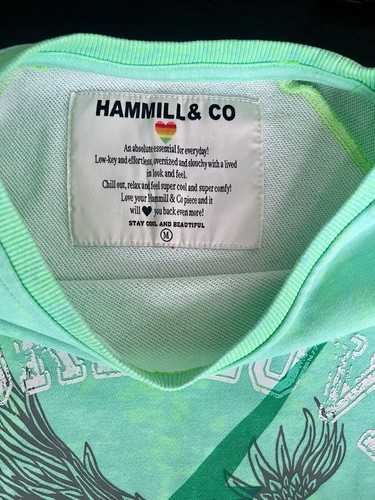 HAMMILL & CO
An absolute essential for everyday!
Low-key and effortless, oversized and slouchy with a lived
in look and feel.
Chill out, relax and feel super cool and super comfy!
Love your Hammill & Co piece and it
will ♥ you back even more!
STAY COOL AND BEAUTIFUL
M